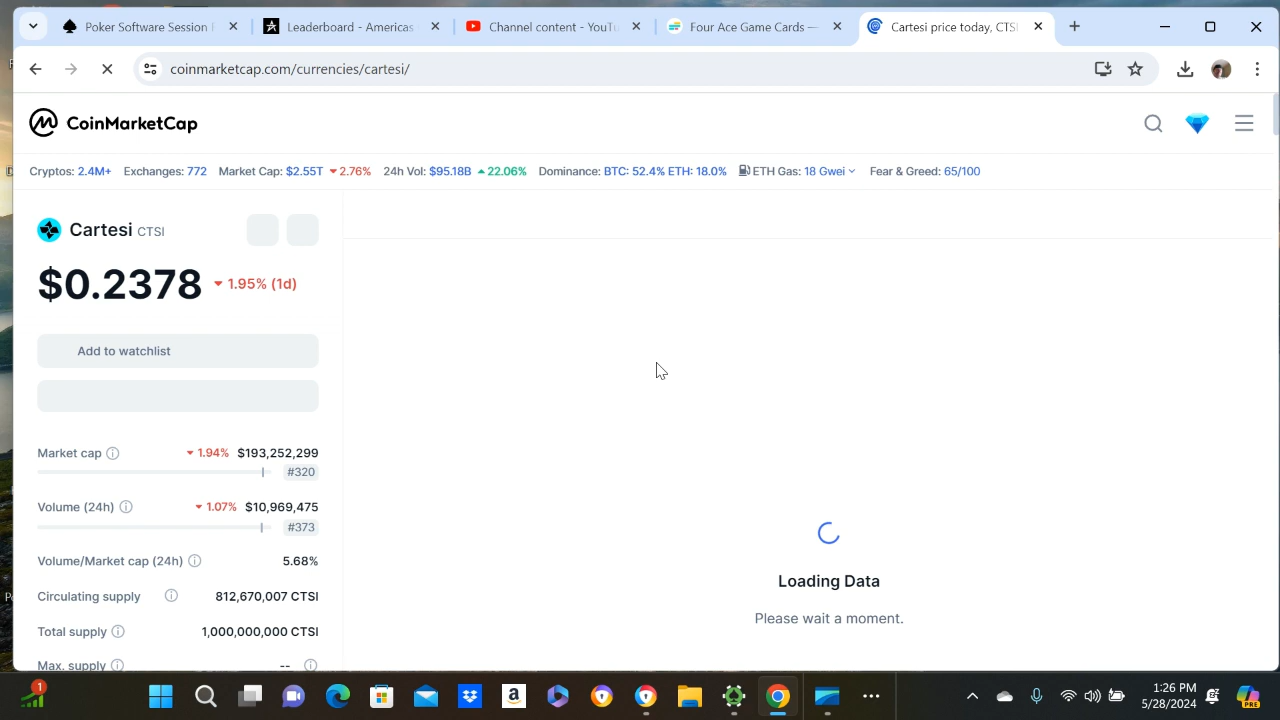 Poker Software Session F
Leaderboard - Americas
Channel content - YouTu
Four Ace Game Cards —
Cartesi price today, CTSI
coinmarketcap.com/currencies/cartesi/
CoinMarketCap
Cryptos: 2.4M+ Exchanges: 772 Market Cap: $2.55T 2.76% 24h Vol: $95.18B 22.06% Dominance: BTC: 52.4% ETH: 18.0% ETH Gas: 18 Gwei Fear & Greed: 65/100
Cartesi CTSI
$0.2378 1.95% (1d)
Add to watchlist
Market cap 1.94% $193,252,299
#320
Volume (24h) 1.07% $10,969,475
#373
Volume/Market cap (24h) 5.68%
Circulating supply 812,670,007 CTSI
Total supply 1,000,000,000 CTSI
Max. supply --
Loading Data
Please wait a moment.
1
1:26 PM
5/28/2024
PRE